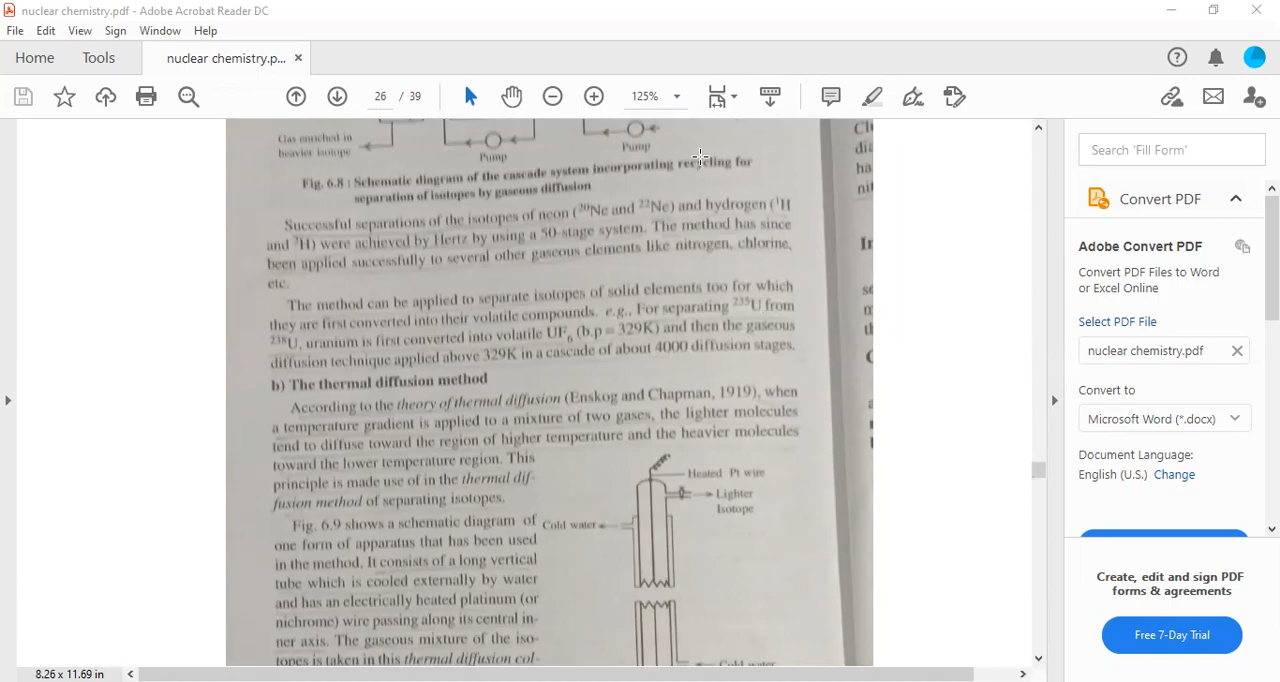 nuclear chemistry.pdf - Adobe Acrobat Reader DC
File Edit View Sign Window Help
Home Tools nuclear chemistry.p... ×
26 / 39 125%
Gas enriched in
heavier isotope
Pump
Pump
Fig. 6.8 : Schematic diagram of the cascade system incorporating recycling for
separation of isotopes by gaseous diffusion
Successful separations of the isotopes of neon (²⁰Ne and ²²Ne) and hydrogen (¹H
and ²H) were achieved by Hertz by using a 50-stage system. The method has since
been applied successfully to several other gaseous elements like nitrogen, chlorine,
etc.
The method can be applied to separate isotopes of solid elements too for which
they are first converted into their volatile compounds. e.g., For separating ²³⁵U from
²³⁸U, uranium is first converted into volatile UF₆ (b.p = 329K) and then the gaseous
diffusion technique applied above 329K in a cascade of about 4000 diffusion stages.
b) The thermal diffusion method
According to the theory of thermal diffusion (Enskog and Chapman, 1919), when
a temperature gradient is applied to a mixture of two gases, the lighter molecules
tend to diffuse toward the region of higher temperature and the heavier molecules
toward the lower temperature region. This
principle is made use of in the thermal dif-
fusion method of separating isotopes.
Fig. 6.9 shows a schematic diagram of
one form of apparatus that has been used
in the method. It consists of a long vertical
tube which is cooled externally by water
and has an electrically heated platinum (or
nichrome) wire passing along its central in-
ner axis. The gaseous mixture of the iso-
topes is taken in this thermal diffusion col-
Heated Pt wire
Lighter
Isotope
Cold water
Cold water
8.26 x 11.69 in
Search 'Fill Form'
Convert PDF
Adobe Convert PDF
Convert PDF Files to Word
or Excel Online
Select PDF File
nuclear chemistry.pdf
Convert to
Microsoft Word (*.docx)
Document Language:
English (U.S.) Change
Create, edit and sign PDF
forms & agreements
Free 7-Day Trial